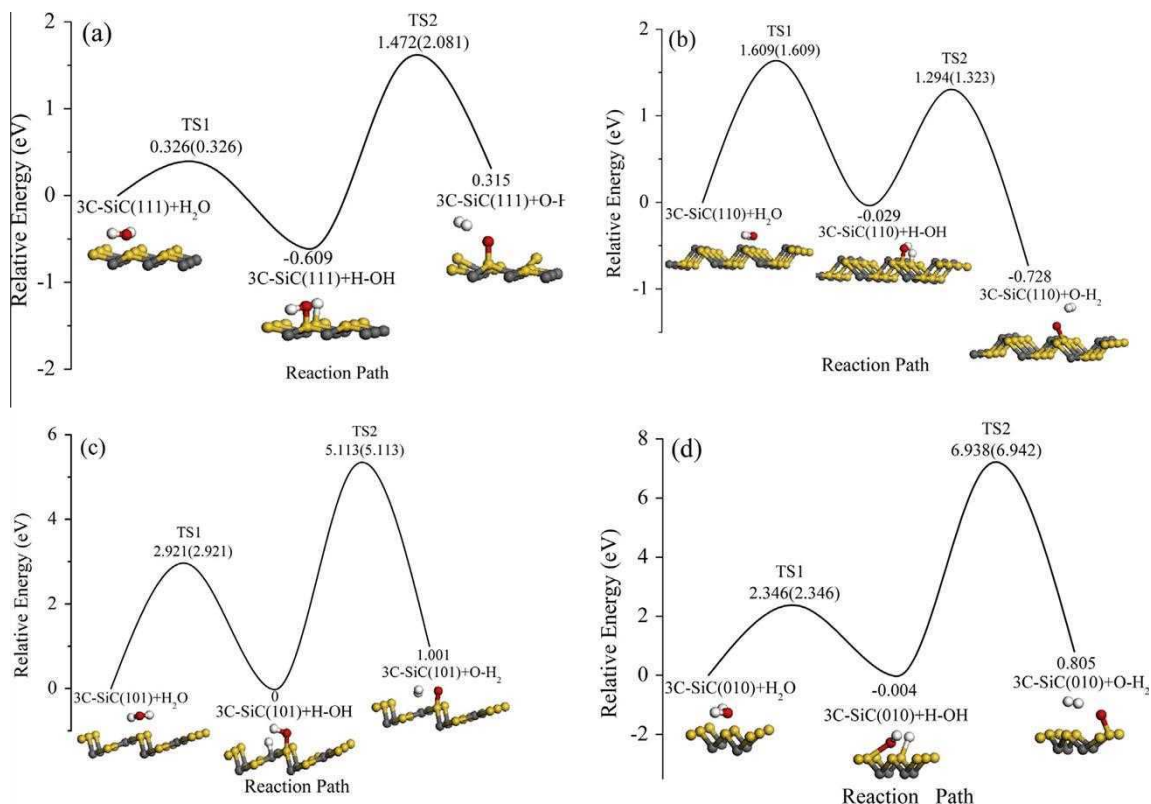 (a)
TS2
1.472(2.081)
TS1
0.326(0.326)
0.315
3C-SiC(111)+O-H
3C-SiC(111)+H₂O
-0.609
3C-SiC(111)+H-OH
2
1
0
-1
-2
Relative Energy (eV)
Reaction Path
(b)
TS1
1.609(1.609)
TS2
1.294(1.323)
3C-SiC(110)+H₂O
-0.029
3C-SiC(110)+H-OH
-0.728
3C-SiC(110)+O-H₂
2
1
0
-1
Relative Energy (eV)
Reaction Path
(c)
TS2
5.113(5.113)
TS1
2.921(2.921)
1.001
3C-SiC(101)+O-H₂
3C-SiC(101)+H₂O
0
3C-SiC(101)+H-OH
6
4
2
0
Relative Energy (eV)
Reaction Path
(d)
TS2
6.938(6.942)
TS1
2.346(2.346)
0.805
3C-SiC(010)+O-H₂
3C-SiC(010)+H₂O
-0.004
3C-SiC(010)+H-OH
8
6
4
2
0
-2
Relative Energy (eV)
Reaction Path